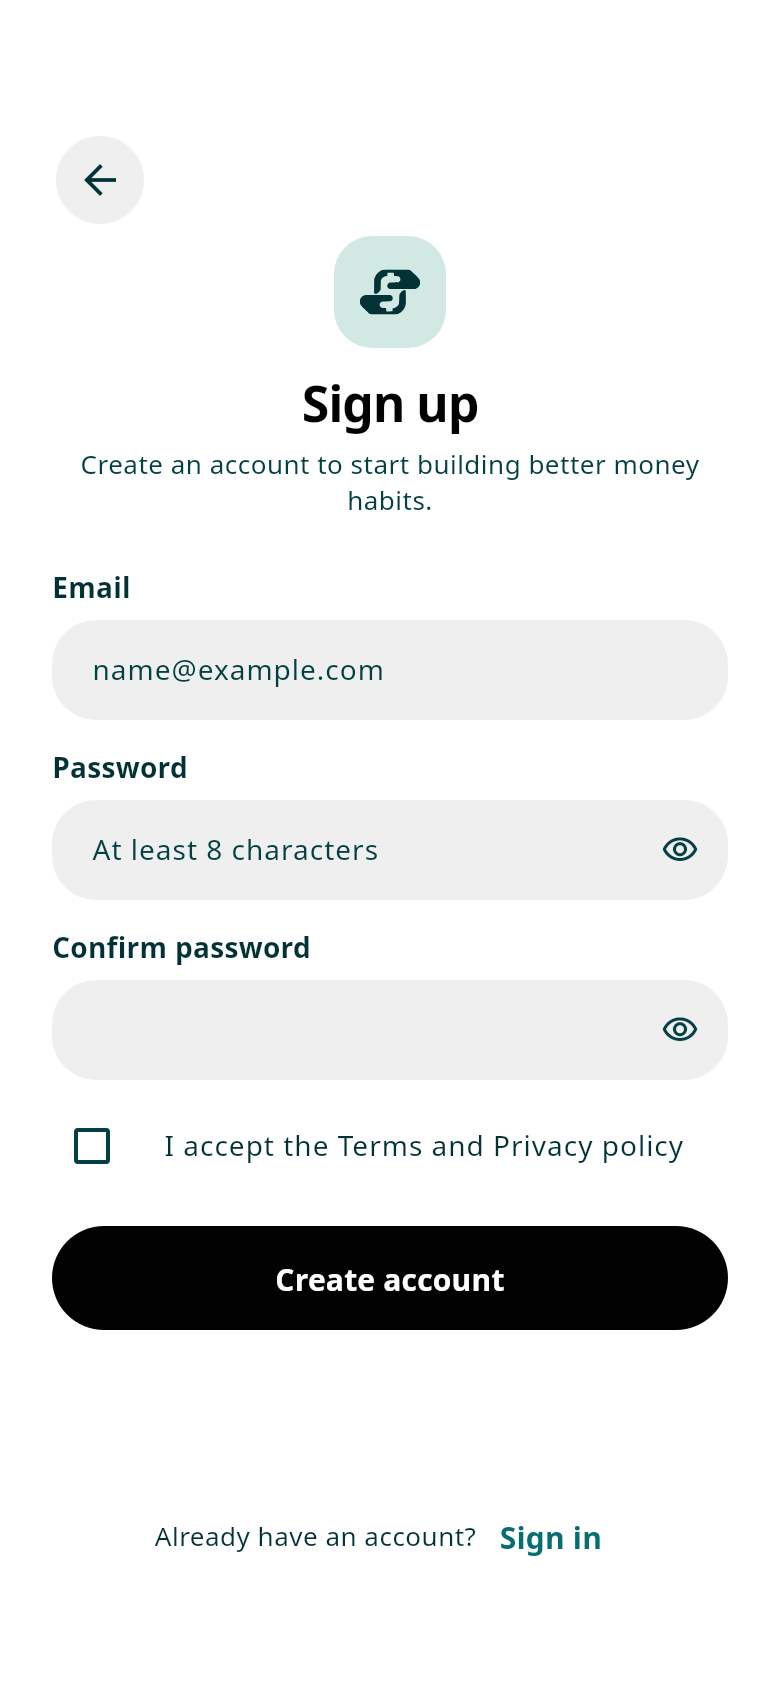 Sign up
Create an account to start building better money
habits.
Email
name@example.com
Password
At least 8 characters
Confirm password
I accept the Terms and Privacy policy
Create account
Already have an account? Sign in